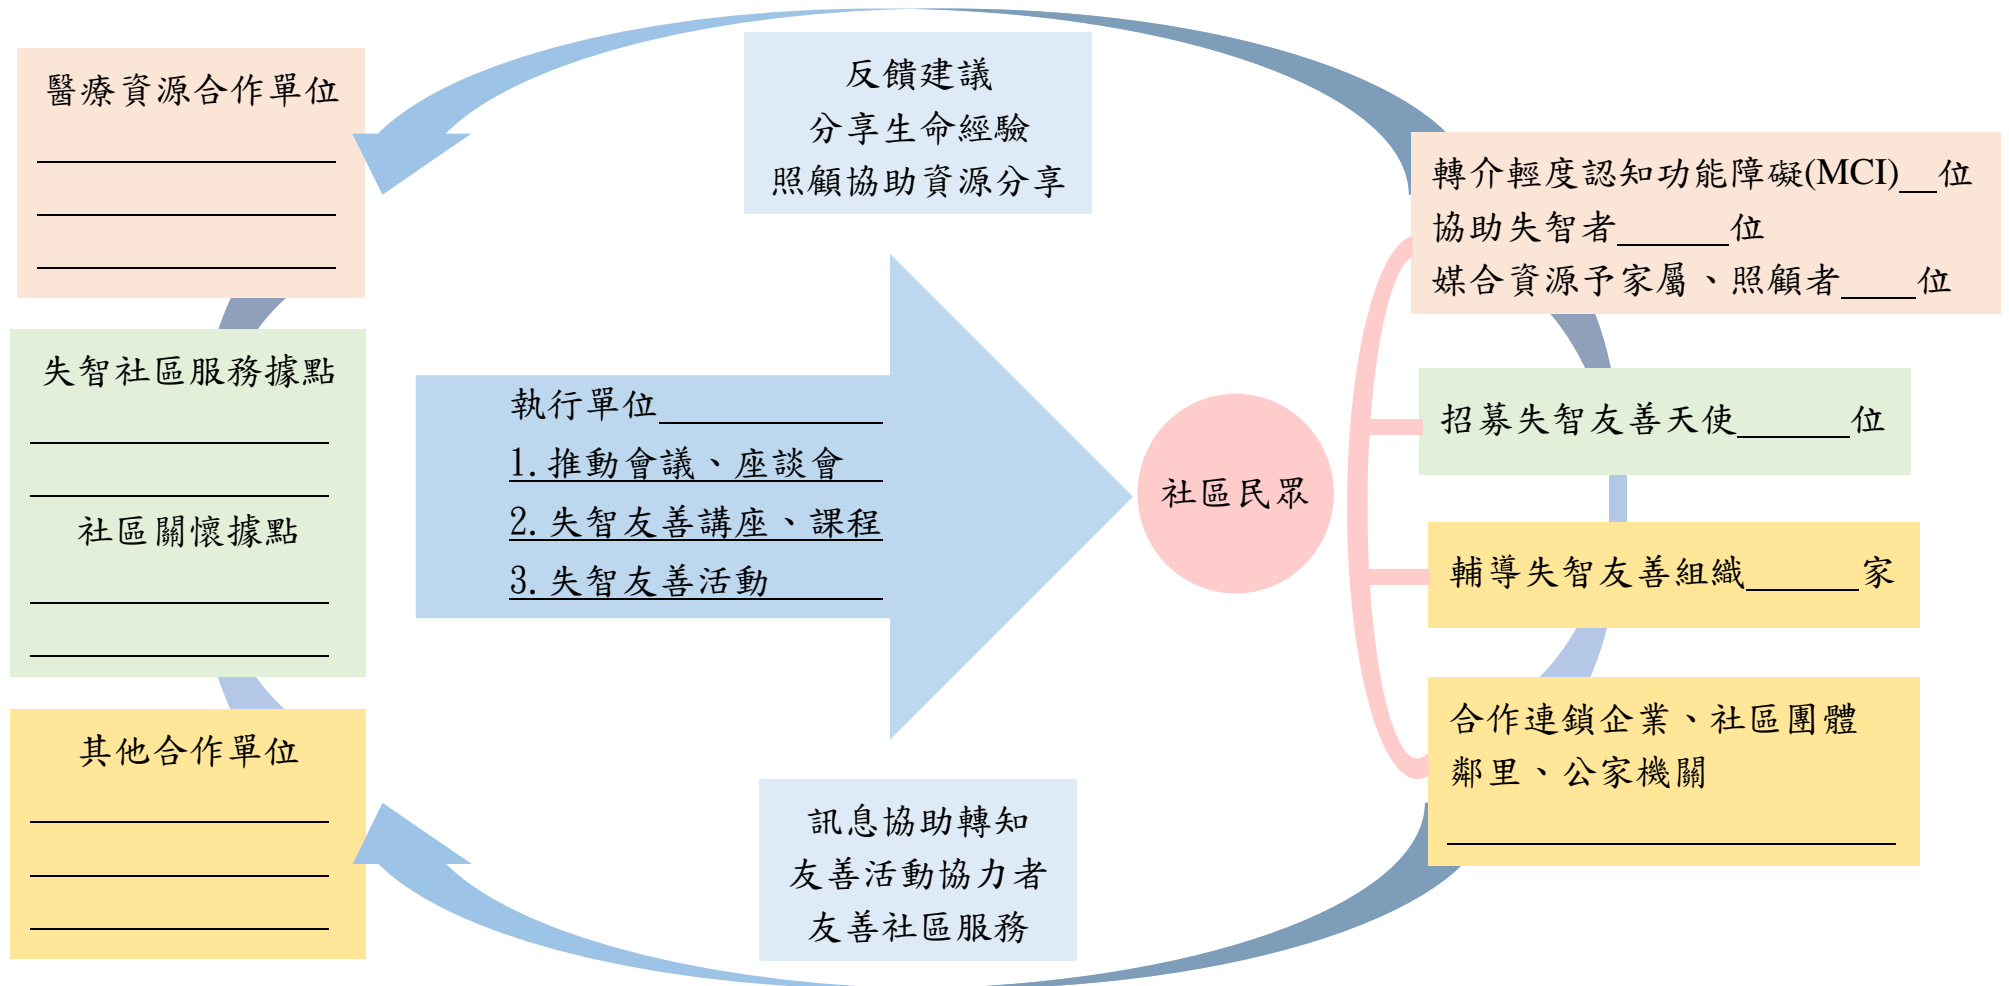 醫療資源合作單位
失智社區服務據點
社區關懷據點
其他合作單位
反饋建議
分享生命經驗
照顧協助資源分享
執行單位
1.推動會議、座談會
2.失智友善講座、課程
3.失智友善活動
訊息協助轉知
友善活動協力者
友善社區服務
社區民眾
轉介輕度認知功能障礙(MCI)__位
協助失智者______位
媒合資源予家屬、照顧者____位
招募失智友善天使______位
輔導失智友善組織______家
合作連鎖企業、社區團體
鄰里、公家機關